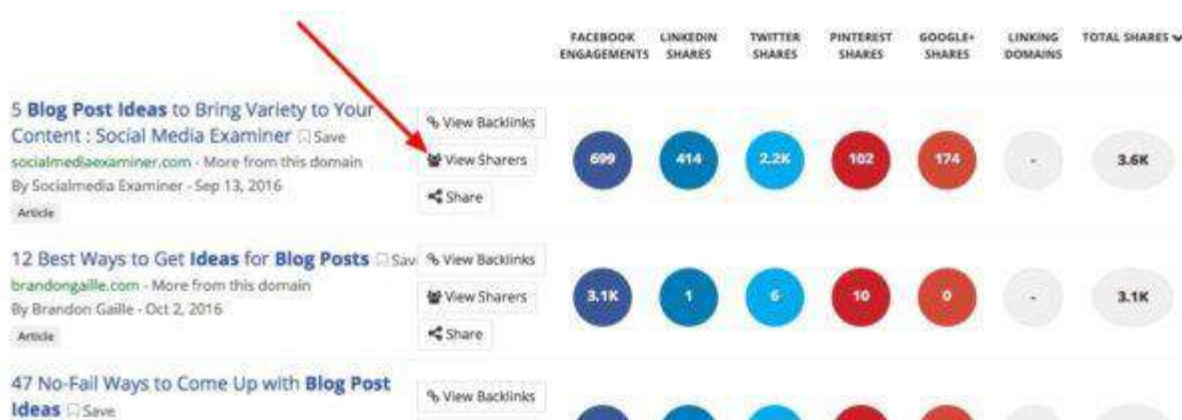 FACEBOOK ENGAGEMENTS LINKEDIN SHARES TWITTER SHARES PINTEREST SHARES GOOGLE+ SHARES LINKING DOMAINS TOTAL SHARES
5 Blog Post Ideas to Bring Variety to Your
Content : Social Media Examiner Save
socialmediaexaminer.com - More from this domain
By Socialmedia Examiner - Sep 13, 2016
Article
View Backlinks
View Sharers
Share
699 414 2.2K 102 174 - 3.6K
12 Best Ways to Get Ideas for Blog Posts Sav
brandongaille.com - More from this domain
By Brandon Gaille - Oct 2, 2016
Article
View Backlinks
View Sharers
Share
3.1K 1 6 10 0 - 3.1K
47 No-Fail Ways to Come Up with Blog Post
Ideas Save
View Backlinks